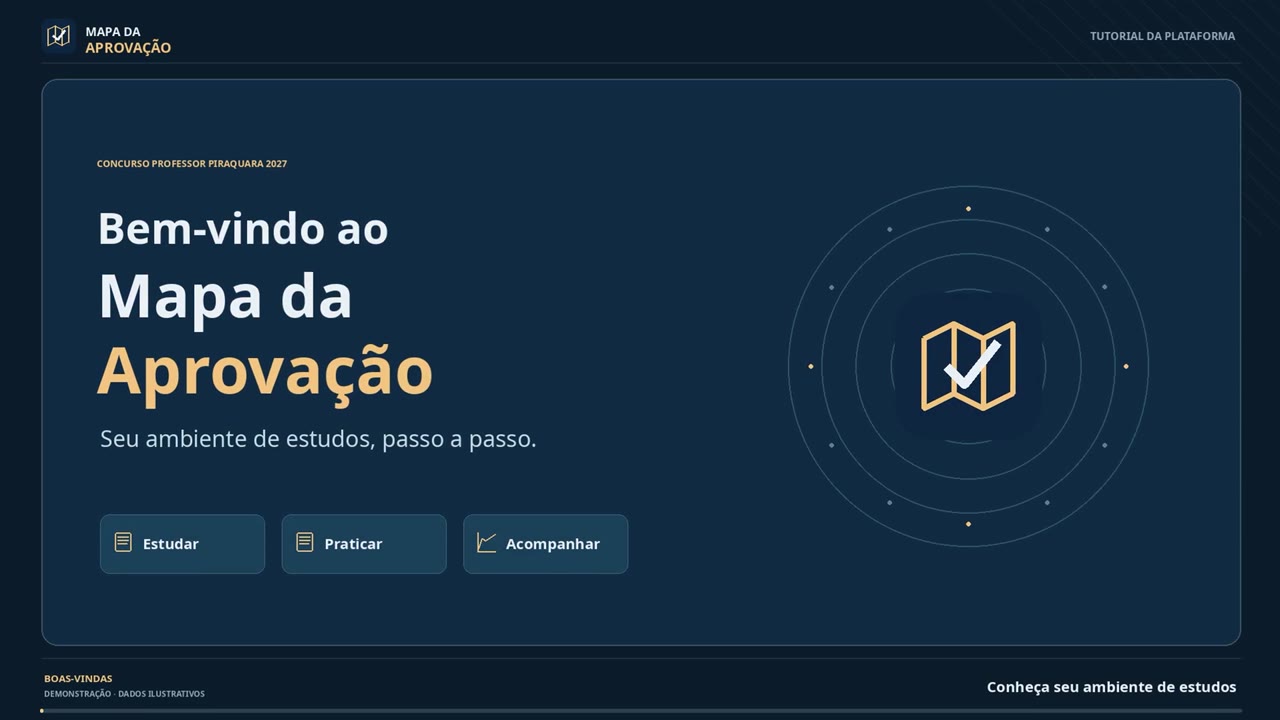 MAPA DA
APROVAÇÃO
TUTORIAL DA PLATAFORMA
CONCURSO PROFESSOR PIRAQUARA 2027
Bem-vindo ao
Mapa da
Aprovação
Seu ambiente de estudos, passo a passo.
Estudar
Praticar
Acompanhar
BOAS-VINDAS
DEMONSTRAÇÃO · DADOS ILUSTRATIVOS
Conheça seu ambiente de estudos